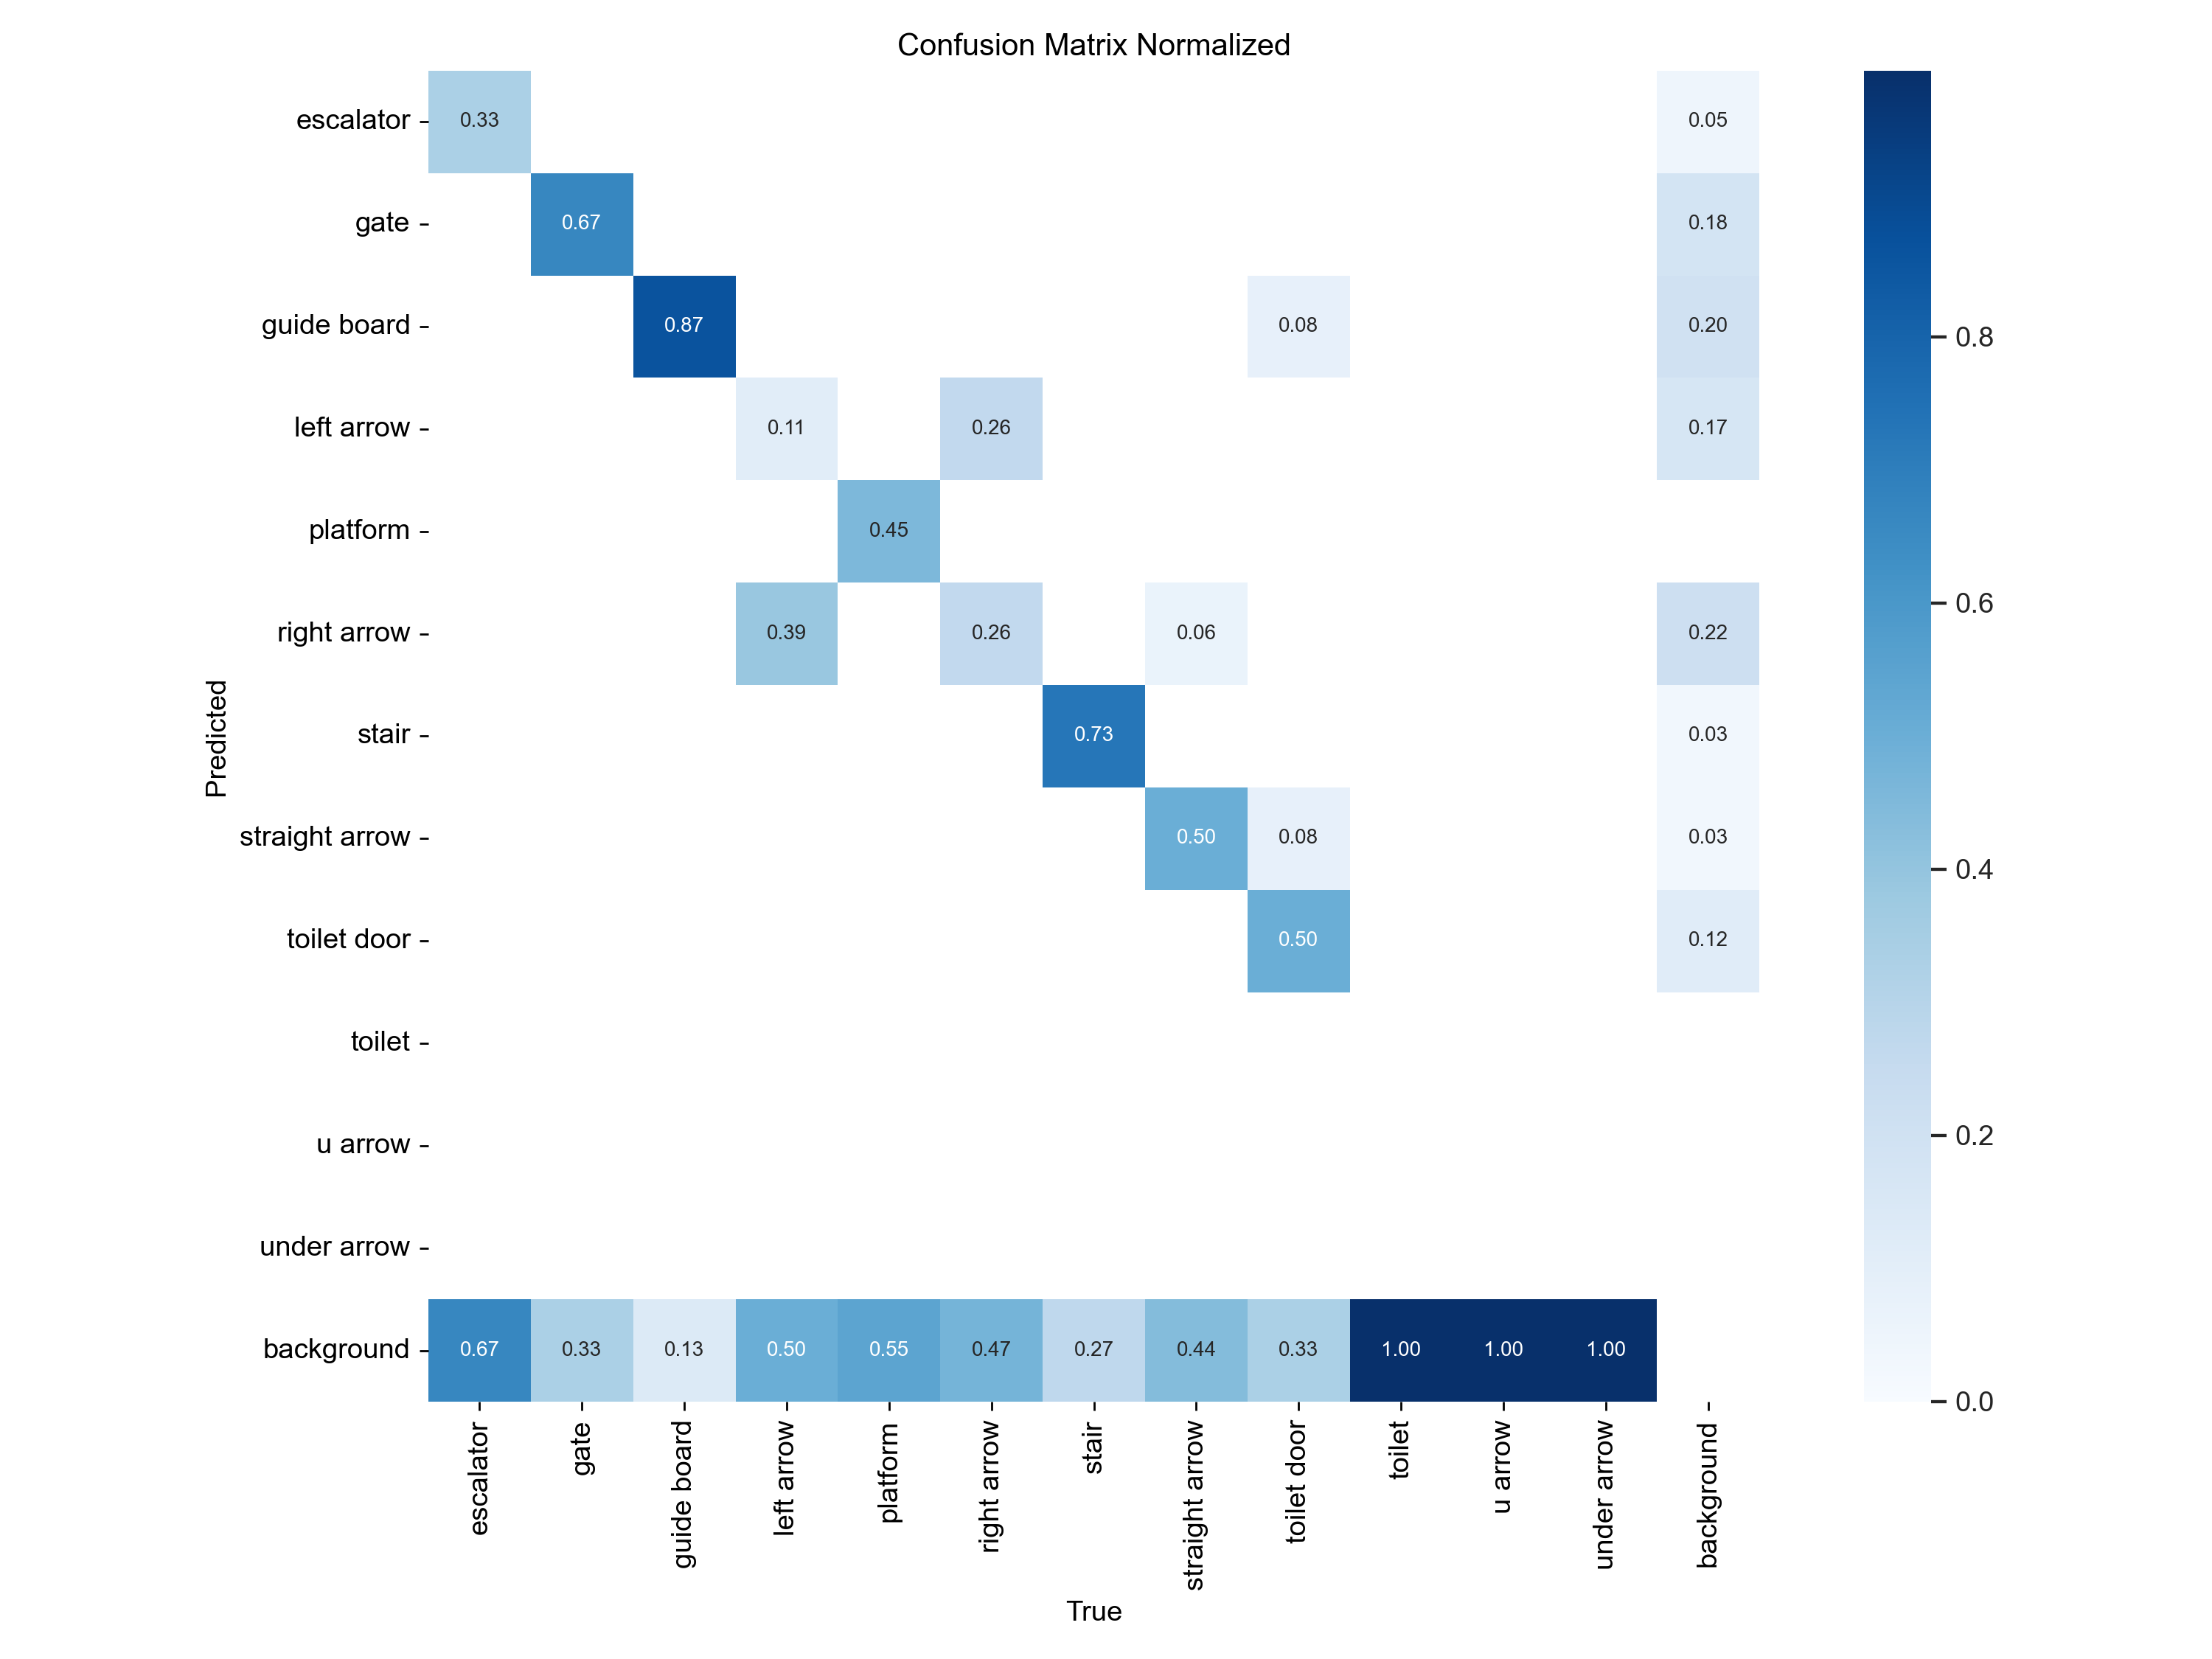 Confusion Matrix Normalized
Predicted
escalator 0.33 0.05
gate 0.67 0.18
guide board 0.87 0.08 0.20
left arrow 0.11 0.26 0.17
platform 0.45
right arrow 0.39 0.26 0.06 0.22
stair 0.73 0.03
straight arrow 0.50 0.08 0.03
toilet door 0.50 0.12
toilet
u arrow
under arrow
background 0.67 0.33 0.13 0.50 0.55 0.47 0.27 0.44 0.33 1.00 1.00 1.00
escalator
gate
guide board
left arrow
platform
right arrow
stair
straight arrow
toilet door
toilet
u arrow
under arrow
background
True
0.8
0.6
0.4
0.2
0.0